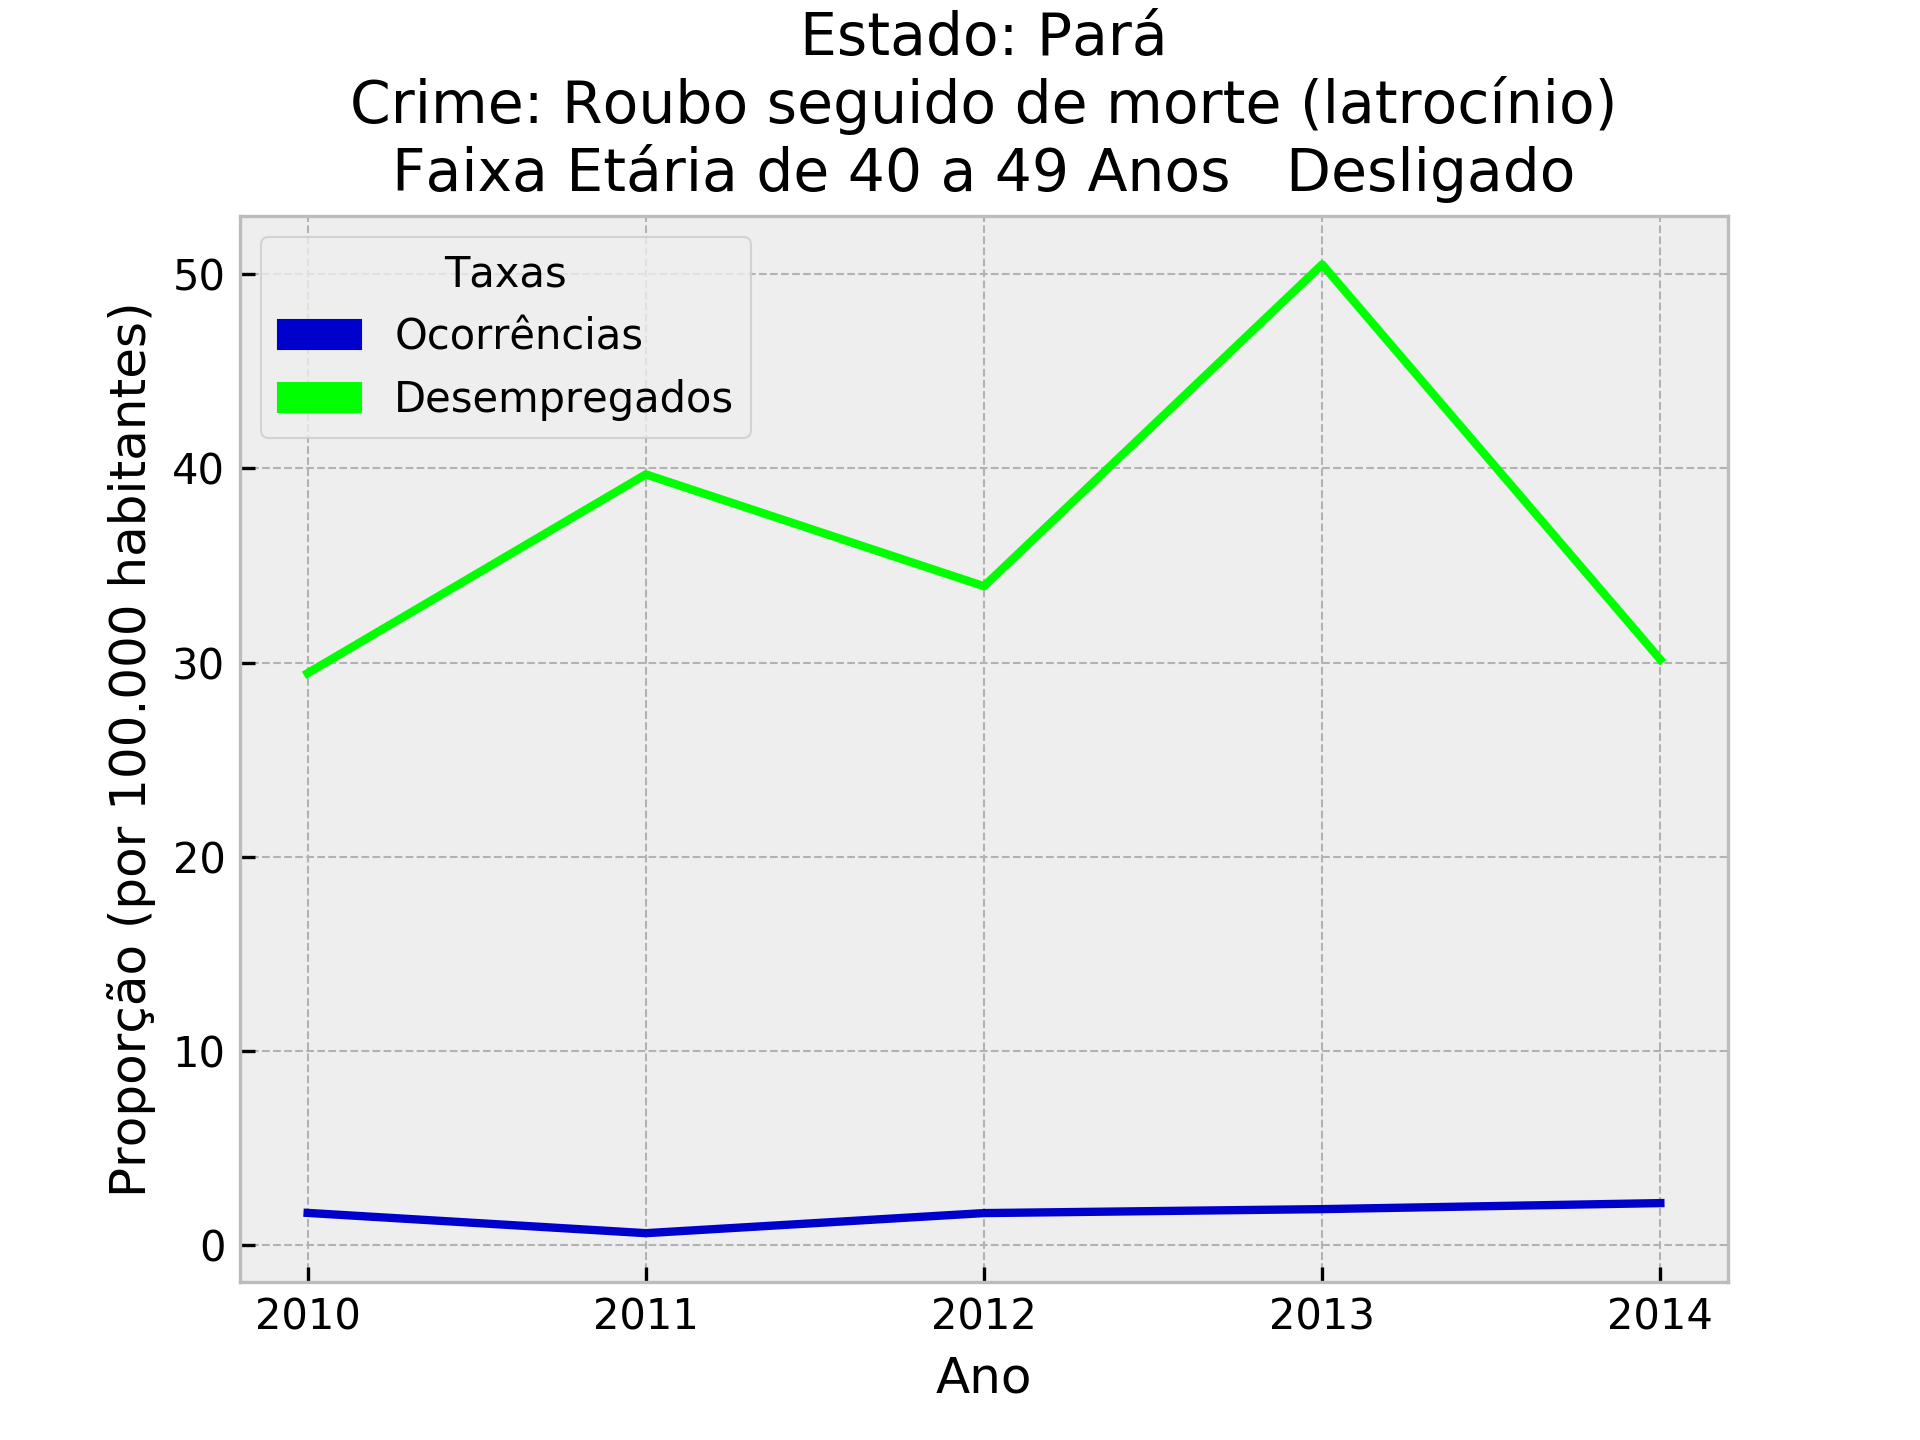 Estado: Pará
Crime: Roubo seguido de morte (latrocínio)
Faixa Etária de 40 a 49 Anos   Desligado
Taxas
Ocorrências
Desempregados
Proporção (por 100.000 habitantes)
50
40
30
20
10
0
2010 2011 2012 2013 2014
Ano